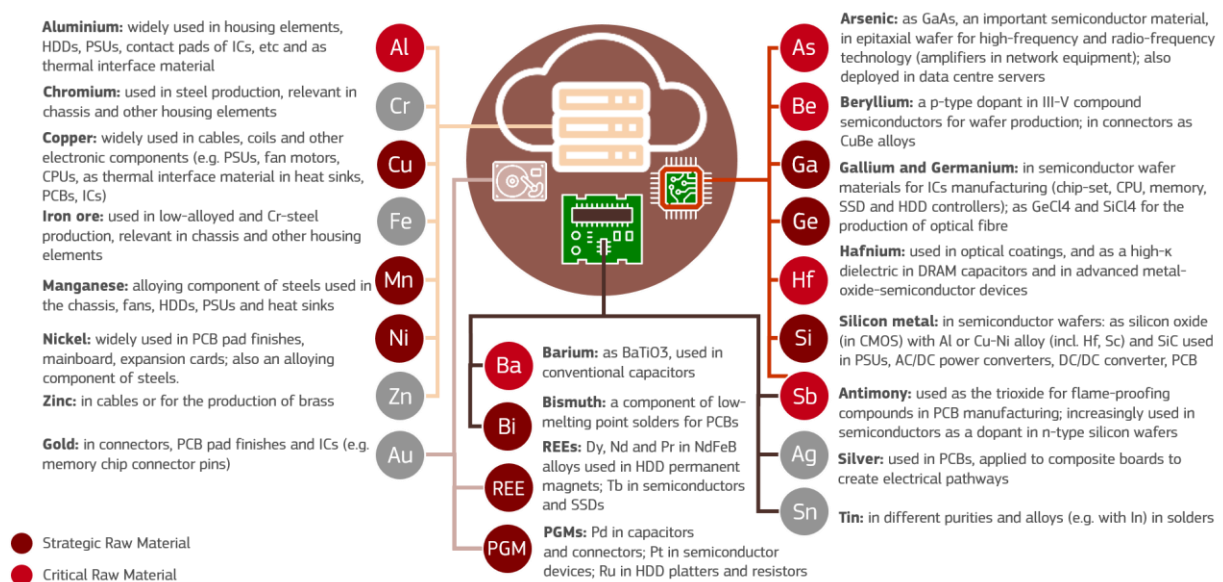 Aluminium: widely used in housing elements,
HDDs, PSUs, contact pads of ICs, etc and as
thermal interface material
Chromium: used in steel production, relevant in
chassis and other housing elements
Copper: widely used in cables, coils and other
electronic components (e.g. PSUs, fan motors,
CPUs, as thermal interface material in heat sinks,
PCBs, ICs)
Iron ore: used in low-alloyed and Cr-steel
production, relevant in chassis and other housing
elements
Manganese: alloying component of steels used in
the chassis, fans, HDDs, PSUs and heat sinks
Nickel: widely used in PCB pad finishes,
mainboard, expansion cards; also an alloying
component of steels.
Zinc: in cables or for the production of brass
Gold: in connectors, PCB pad finishes and ICs (e.g.
memory chip connector pins)
Al
Cr
Cu
Fe
Mn
Ni
Zn
Au
Strategic Raw Material
Critical Raw Material
Ba
Bi
REE
PGM
Barium: as BaTiO3, used in
conventional capacitors
Bismuth: a component of low-
melting point solders for PCBs
REEs: Dy, Nd and Pr in NdFeB
alloys used in HDD permanent
magnets; Tb in semiconductors
and SSDs
PGMs: Pd in capacitors
and connectors; Pt in semiconductor
devices; Ru in HDD platters and resistors
As
Be
Ga
Ge
Hf
Si
Sb
Ag
Sn
Arsenic: as GaAs, an important semiconductor material,
in epitaxial wafer for high-frequency and radio-frequency
technology (amplifiers in network equipment); also
deployed in data centre servers
Beryllium: a p-type dopant in III-V compound
semiconductors for wafer production; in connectors as
CuBe alloys
Gallium and Germanium: in semiconductor wafer
materials for ICs manufacturing (chip-set, CPU, memory,
SSD and HDD controllers); as GeCl4 and SiCl4 for the
production of optical fibre
Hafnium: used in optical coatings, and as a high-κ
dielectric in DRAM capacitors and in advanced metal-
oxide-semiconductor devices
Silicon metal: in semiconductor wafers: as silicon oxide
(in CMOS) with Al or Cu-Ni alloy (incl. Hf, Sc) and SiC used
in PSUs, AC/DC power converters, DC/DC converter, PCB
Antimony: used as the trioxide for flame-proofing
compounds in PCB manufacturing; increasingly used in
semiconductors as a dopant in n-type silicon wafers
Silver: used in PCBs, applied to composite boards to
create electrical pathways
Tin: in different purities and alloys (e.g. with In) in solders